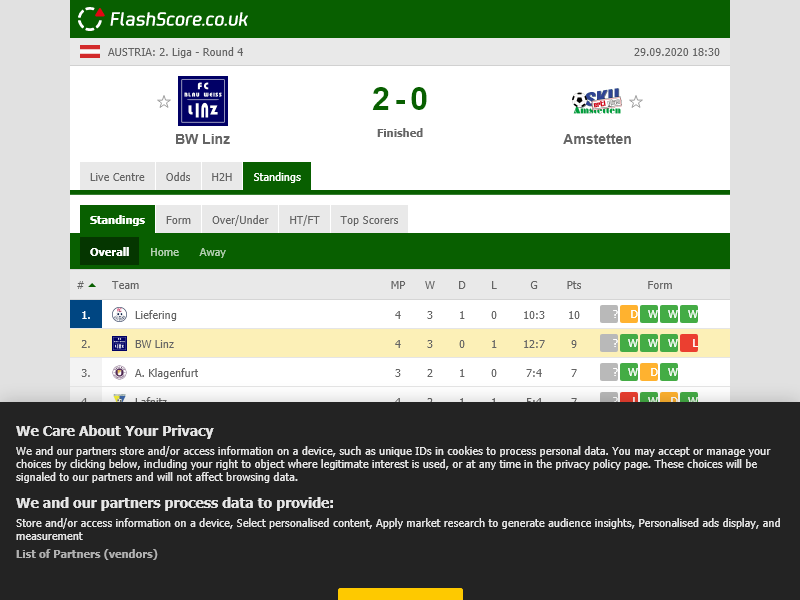 FlashScore.co.uk
AUSTRIA: 2. Liga - Round 4 29.09.2020 18:30
FC
BLAU WEISS
LINZ
2 - 0
SKU
Amstetten
BW Linz Finished Amstetten
Live Centre Odds H2H Standings
Standings Form Over/Under HT/FT Top Scorers
Overall Home Away
# Team MP W D L G Pts Form
1. Liefering 4 3 1 0 10:3 10 ? D W W W
2. BW Linz 4 3 0 1 12:7 9 ? W W W L
3. A. Klagenfurt 3 2 1 0 7:4 7 ? W D W
4. Lafnitz 4 2 1 1 5:4 7 ? L W D W
We Care About Your Privacy
We and our partners store and/or access information on a device, such as unique IDs in cookies to process personal data. You may accept or manage your
choices by clicking below, including your right to object where legitimate interest is used, or at any time in the privacy policy page. These choices will be
signaled to our partners and will not affect browsing data.
We and our partners process data to provide:
Store and/or access information on a device, Select personalised content, Apply market research to generate audience insights, Personalised ads display, and
measurement
List of Partners (vendors)